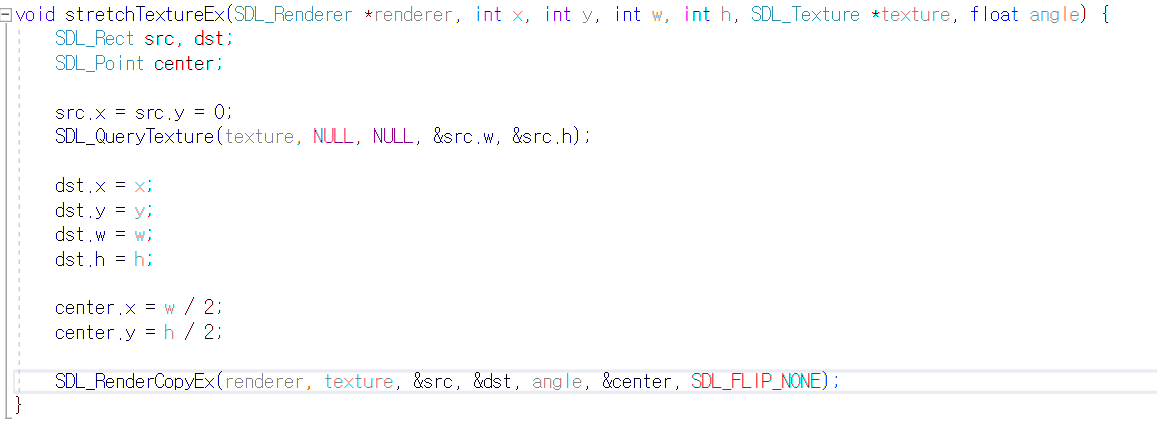 void stretchTextureEx(SDL_Renderer *renderer, int x, int y, int w, int h, SDL_Texture *texture, float angle) {
SDL_Rect src, dst;
SDL_Point center;
src.x = src.y = 0;
SDL_QueryTexture(texture, NULL, NULL, &src.w, &src.h);
dst.x = x;
dst.y = y;
dst.w = w;
dst.h = h;
center.x = w / 2;
center.y = h / 2;
SDL_RenderCopyEx(renderer, texture, &src, &dst, angle, &center, SDL_FLIP_NONE);
}